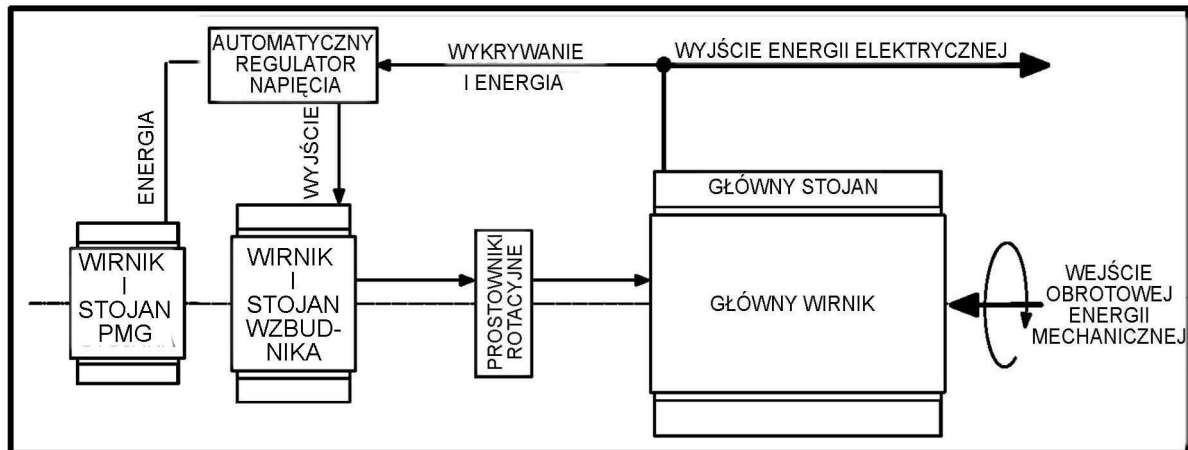 AUTOMATYCZNY
REGULATOR
NAPIĘCIA
WYKRYWANIE
I ENERGIA
WYJŚCIE ENERGII ELEKTRYCZNEJ
ENERGIA
WYJŚCIE
GŁÓWNY STOJAN
WIRNIK
I
STOJAN
PMG
WIRNIK
I
STOJAN
WZBUD-
NIKA
PROSTOWNIKI
ROTACYJNE
GŁÓWNY WIRNIK
WEJŚCIE
OBROTOWEJ
ENERGII
MECHANICZNEJ